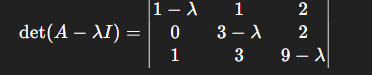 det(A − λI) = | 1 − λ 1 2 |
| 0 3 − λ 2 |
| 1 3 9 − λ |